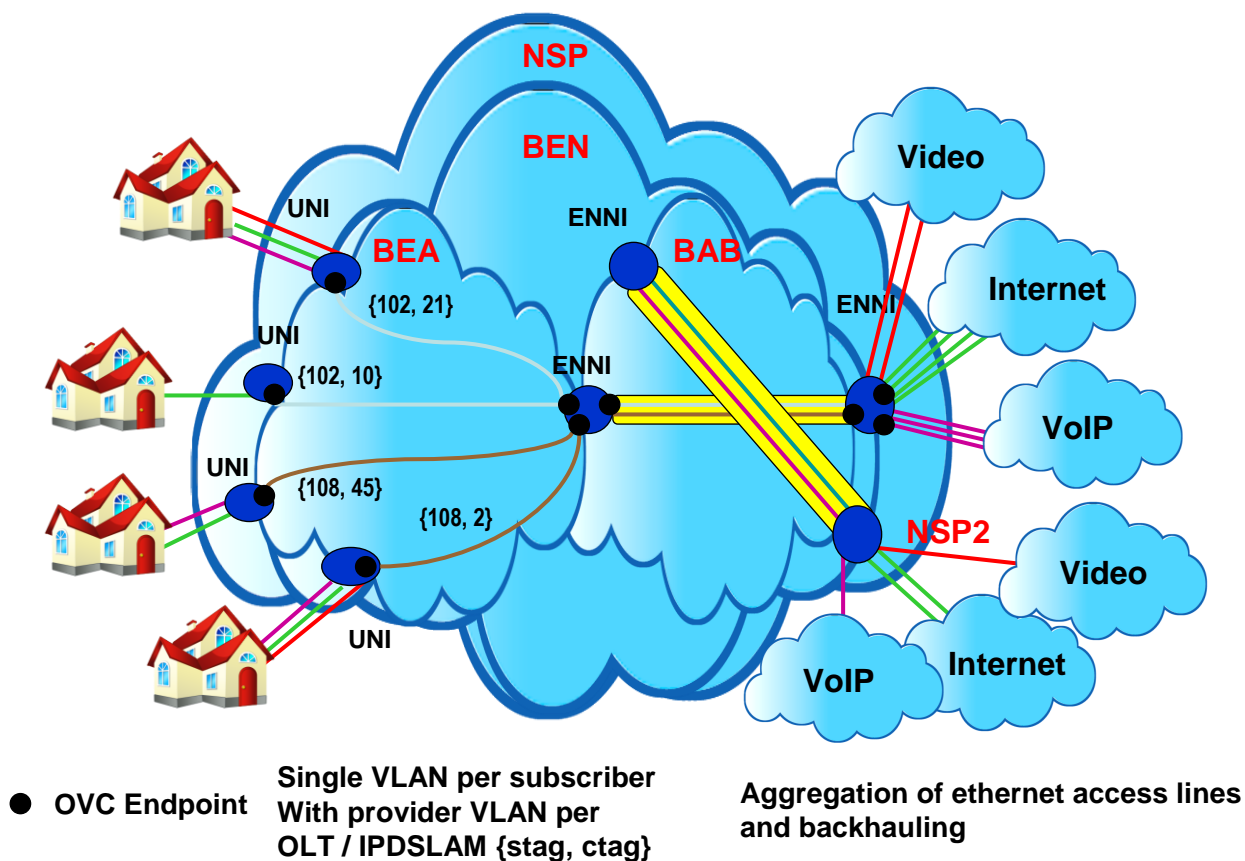 NSP
BEN
Video
UNI
ENNI
BEA
BAB
Internet
ENNI
{102, 21}
UNI
ENNI
{102, 10}
VoIP
UNI
{108, 45}
{108, 2}
NSP2
Video
UNI
Internet
VoIP
OVC Endpoint
Single VLAN per subscriber
With provider VLAN per
OLT / IPDSLAM {stag, ctag}
Aggregation of ethernet access lines
and backhauling